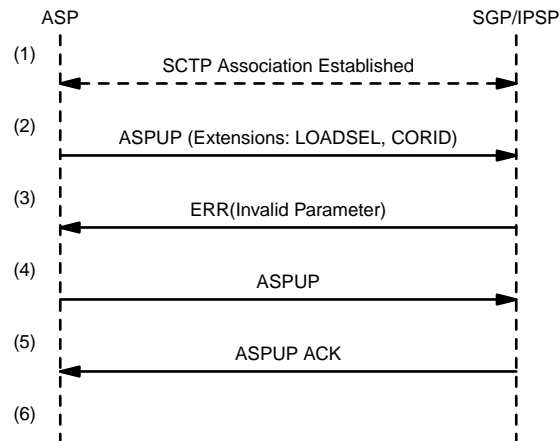 ASP SGP/IPSP
(1) SCTP Association Established
(2) ASPUP (Extensions: LOADSEL, CORID)
(3) ERR(Invalid Parameter)
(4) ASPUP
(5) ASPUP ACK
(6)